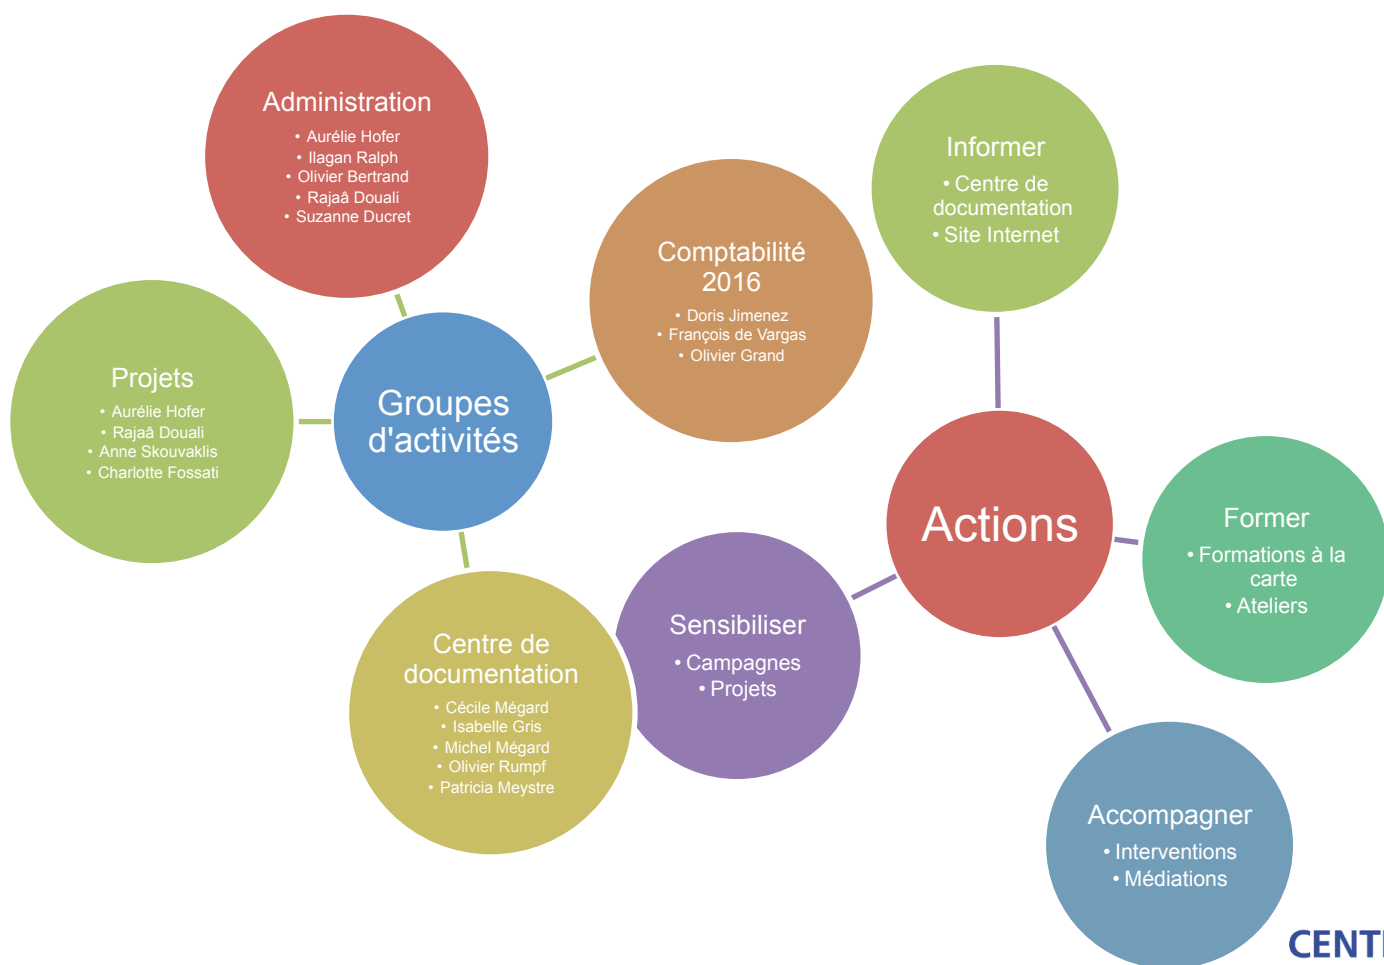 Administration
• Aurélie Hofer
• Ilagan Ralph
• Olivier Bertrand
• Rajaâ Douali
• Suzanne Ducret
Projets
• Aurélie Hofer
• Rajaâ Douali
• Anne Skouvaklis
• Charlotte Fossati
Groupes
d'activités
Comptabilité
2016
• Doris Jimenez
• François de Vargas
• Olivier Grand
Centre de
documentation
• Cécile Mégard
• Isabelle Gris
• Michel Mégard
• Olivier Rumpf
• Patricia Meystre
Informer
• Centre de
documentation
• Site Internet
Actions
Former
• Formations à la
carte
• Ateliers
Sensibiliser
• Campagnes
• Projets
Accompagner
• Interventions
• Médiations